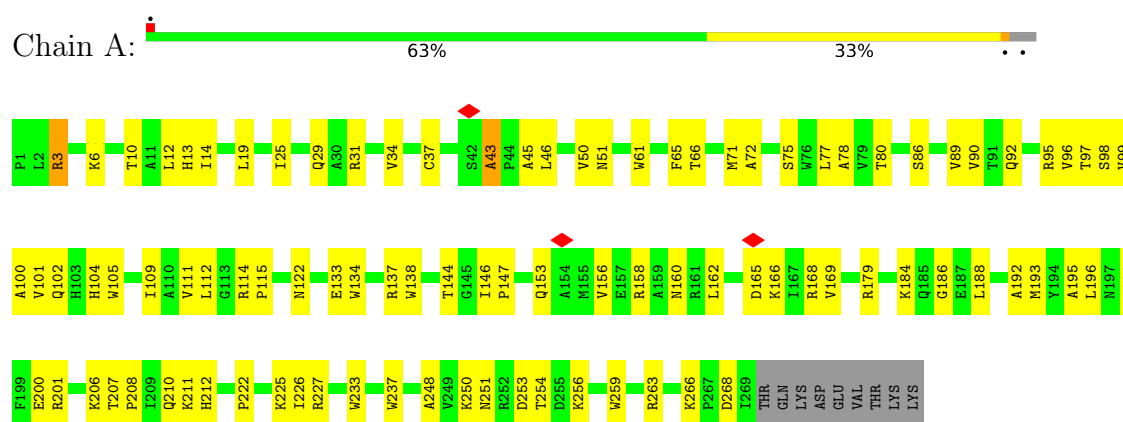 Chain A:
63% 33%
P1 L2 R3 K6 T10 A11 L12 H13 I14 L19 I25 Q29 A30 R31 V34 C37 S42 A43 P44 A45 L46 V50 N51 W61 F65 T66 M71 A72 S75 W76 L77 A78 V79 T80 S86 V89 V90 T91 Q92 R95 V96 T97 S98
A100 V101 Q102 H103 H104 W105 I109 A110 V111 L112 G113 R114 P115 N122 E133 W134 R137 W138 T144 G145 I146 P147 Q153 A154 M155 V156 E157 R158 A159 N160 R161 L162 D165 K166 I167 R168 V169 R179 K184 Q185 G186 E187 L188 A192 M193 Y194 A195 L196 N197
F199 E200 R201 K206 T207 P208 I209 Q210 K211 H212 P222 K225 I226 R227 W233 W237 A248 V249 K250 N251 R252 D253 T254 D255 K256 W259 R263 K266 P267 D268 I269 THR GLN LYS ASP GLU VAL THR LYS LYS